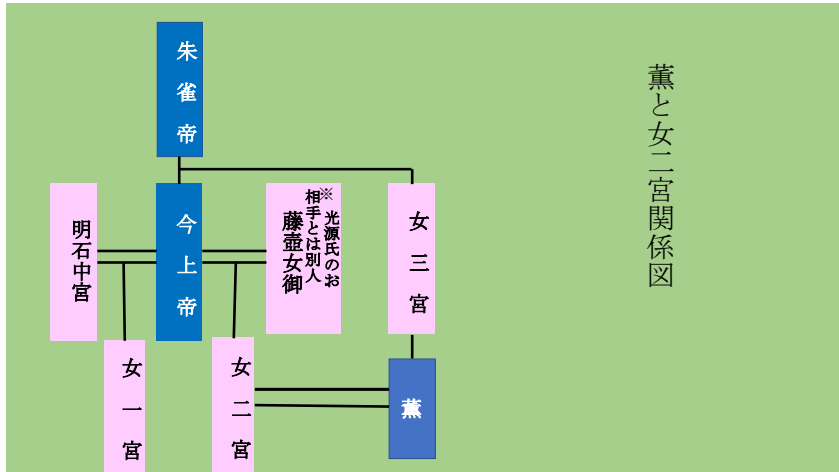 薫と女二宮関係図
朱雀帝
女三宮
※ 光源氏のお
相手とは別人
藤壺女御
今上帝
明石中宮
薫
女二宮
女一宮